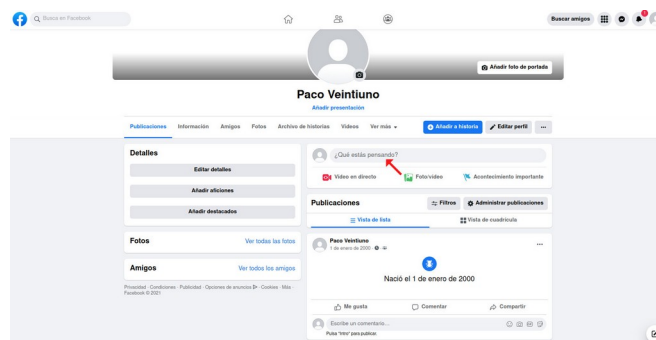 Busca en Facebook
Buscar amigos
Añadir foto de portada
Paco Veintiuno
Añadir presentación
Publicaciones Información Amigos Fotos Archivo de historias Vídeos Ver más
Añadir a historia Editar perfil
Detalles
Editar detalles
Añadir aficiones
Añadir destacados
¿Qué estás pensando?
Vídeo en directo Foto/vídeo Acontecimiento importante
Publicaciones Filtros Administrar publicaciones
Vista de lista Vista de cuadrícula
Fotos Ver todas las fotos
Amigos Ver todos los amigos
Privacidad · Condiciones · Publicidad · Opciones de anuncios · Cookies · Más ·
Facebook © 2021
Paco Veintiuno
1 de enero de 2000
Nació el 1 de enero de 2000
Me gusta Comentar Compartir
Escribe un comentario...
Pulsa "Intro" para publicar.